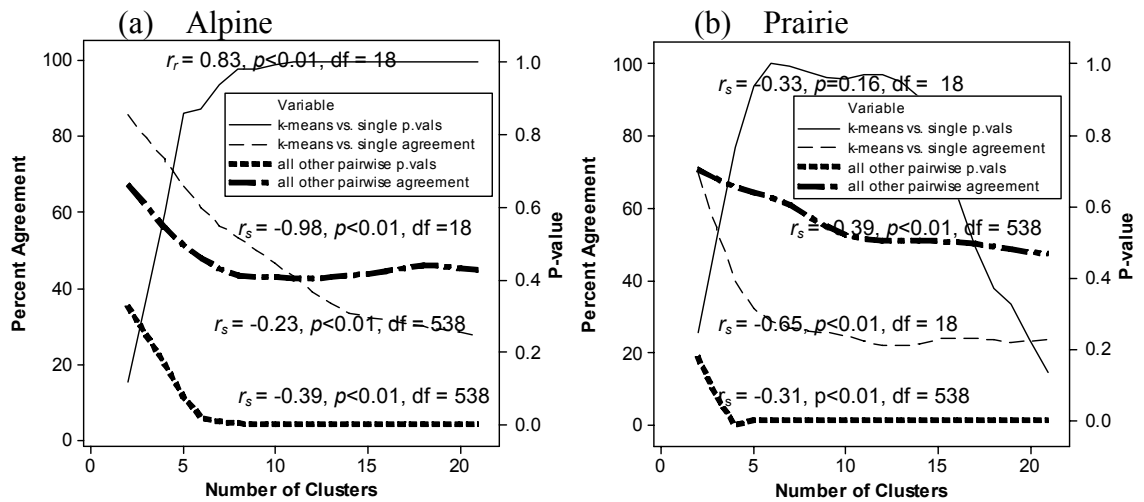 (a) Alpine
r_r = 0.83, p<0.01, df = 18
100
80
60
40
20
0
Percent Agreement
1.0
0.8
0.6
0.4
0.2
0.0
P-value
Variable
k-means vs. single p.vals
k-means vs. single agreement
all other pairwise p.vals
all other pairwise agreement
r_s = -0.98, p<0.01, df =18
r_s = -0.23, p<0.01, df = 538
r_s = -0.39, p<0.01, df = 538
0 5 10 15 20
Number of Clusters
(b) Prairie
r_s = -0.33, p=0.16, df = 18
100
80
60
40
20
0
Percent Agreement
1.0
0.8
0.6
0.4
0.2
0.0
P-value
Variable
k-means vs. single p.vals
k-means vs. single agreement
all other pairwise p.vals
all other pairwise agreement
r_s = -0.39, p<0.01, df = 538
r_s = -0.65, p<0.01, df = 18
r_s = -0.31, p<0.01, df = 538
0 5 10 15 20
Number of Clusters